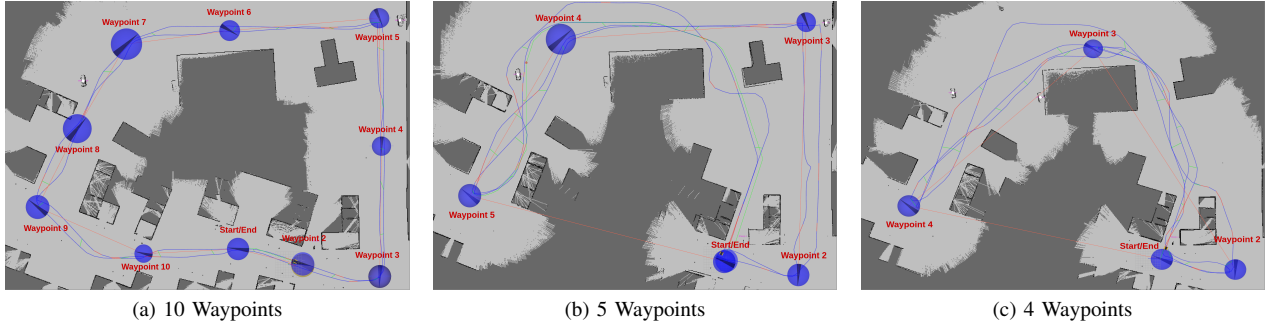 Waypoint 7
Waypoint 6
Waypoint 5
Waypoint 4
Waypoint 8
Waypoint 9
Waypoint 10
Start/End
Waypoint 2
Waypoint 3
(a) 10 Waypoints
Waypoint 4
Waypoint 3
Waypoint 5
Start/End
Waypoint 2
(b) 5 Waypoints
Waypoint 3
Waypoint 4
Start/End
Waypoint 2
(c) 4 Waypoints